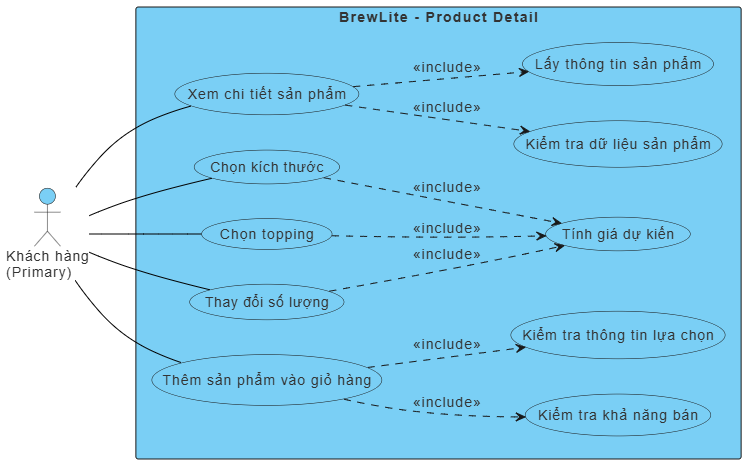 BrewLite - Product Detail
Xem chi tiết sản phẩm
«include»
Lấy thông tin sản phẩm
«include»
Kiểm tra dữ liệu sản phẩm
Chọn kích thước
«include»
Chọn topping
«include»
Tính giá dự kiến
Khách hàng
(Primary)
Thay đổi số lượng
«include»
Thêm sản phẩm vào giỏ hàng
«include»
Kiểm tra thông tin lựa chọn
«include»
Kiểm tra khả năng bán